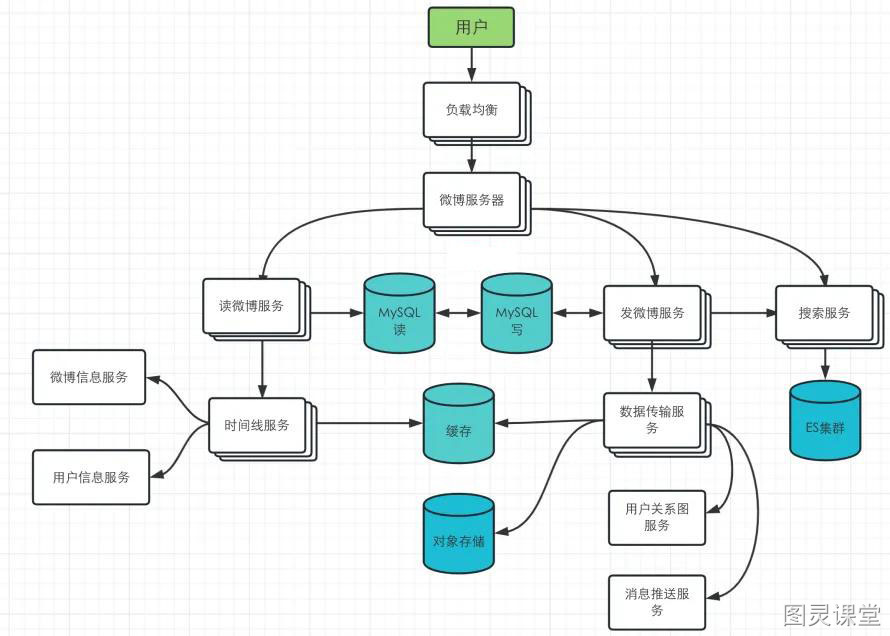 用户
负载均衡
微博服务器
读微博服务
MySQL
读
MySQL
写
发微博服务
搜索服务
微博信息服务
时间线服务
缓存
数据传输服
务
ES集群
用户信息服务
对象存储
用户关系图
服务
消息推送服
务
图灵课堂